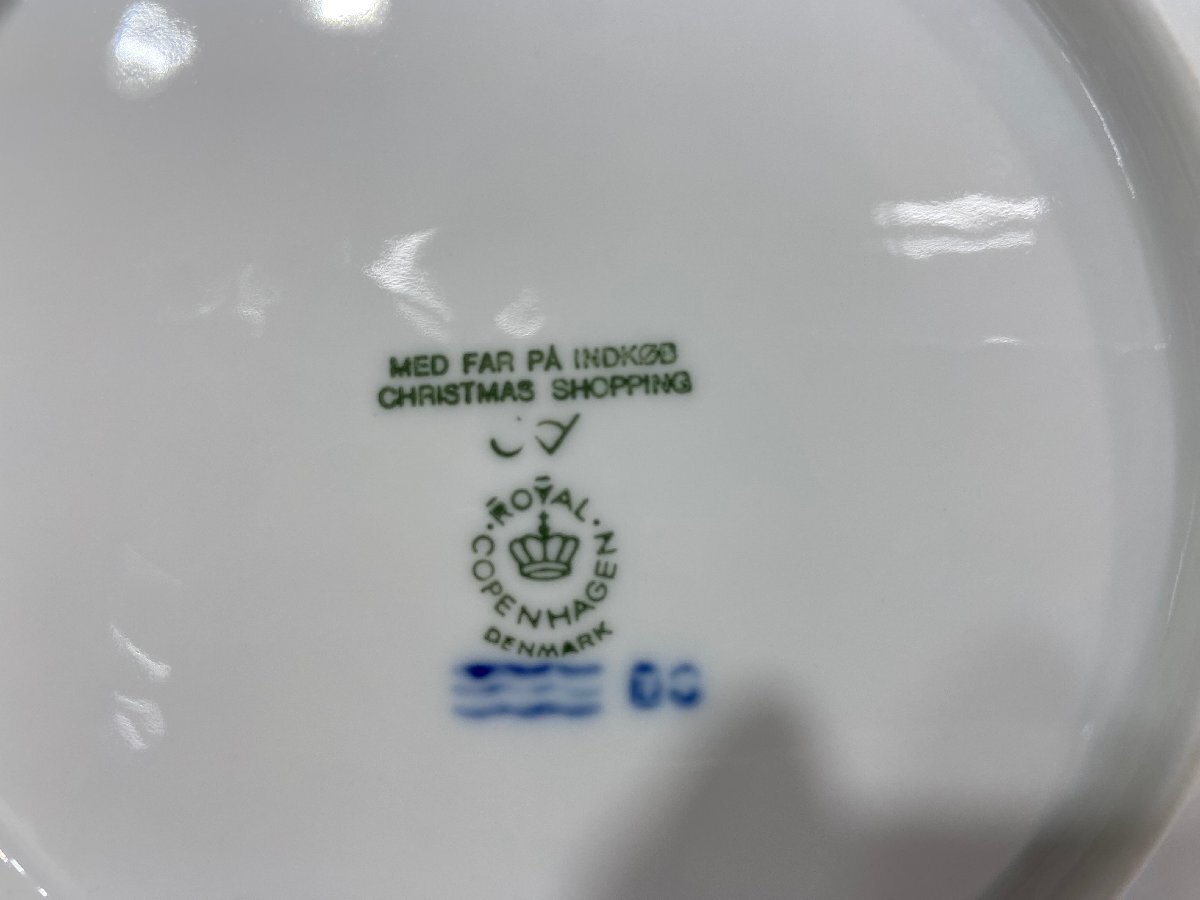 MED FAR PÅ INDKØB
CHRISTMAS SHOPPING
ROYAL
COPENHAGEN
DENMARK